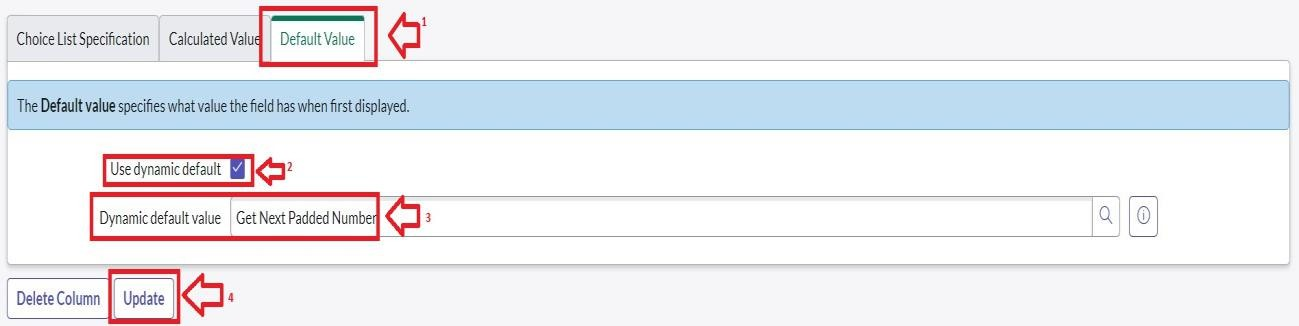 Choice List Specification Calculated Value Default Value 1
The Default value specifies what value the field has when first displayed.
Use dynamic default 2
Dynamic default value Get Next Padded Number 3
Delete Column Update 4